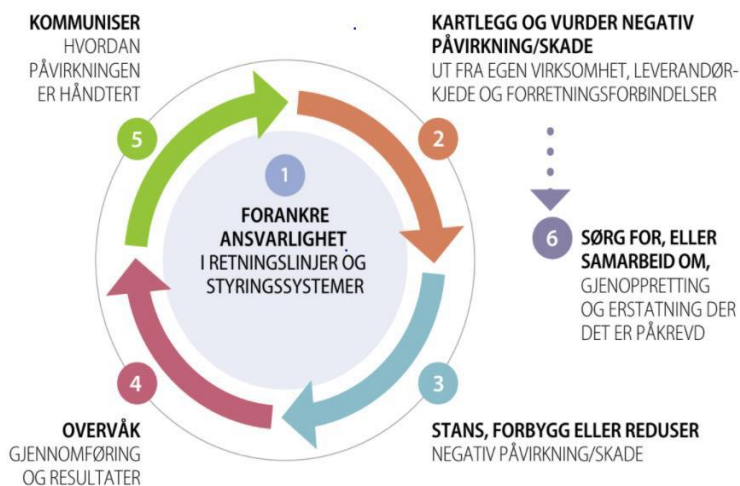 1
FORANKRE
ANSVARLIGHET
I RETNINGSLINJER OG
STYRINGSSYSTEMER
2
KARTLEGG OG VURDER NEGATIV
PÅVIRKNING/SKADE
UT FRA EGEN VIRKSOMHET, LEVERANDØR-
KJEDE OG FORRETNINGSFORBINDELSER
3
STANS, FORBYGG ELLER REDUSER
NEGATIV PÅVIRKNING/SKADE
4
OVERVÅK
GJENNOMFØRING
OG RESULTATER
5
KOMMUNISER
HVORDAN
PÅVIRKNINGEN
ER HÅNDTERT
6
SØRG FOR, ELLER
SAMARBEID OM,
GJENOPPRETTING
OG ERSTATNING DER
DET ER PÅKREVD